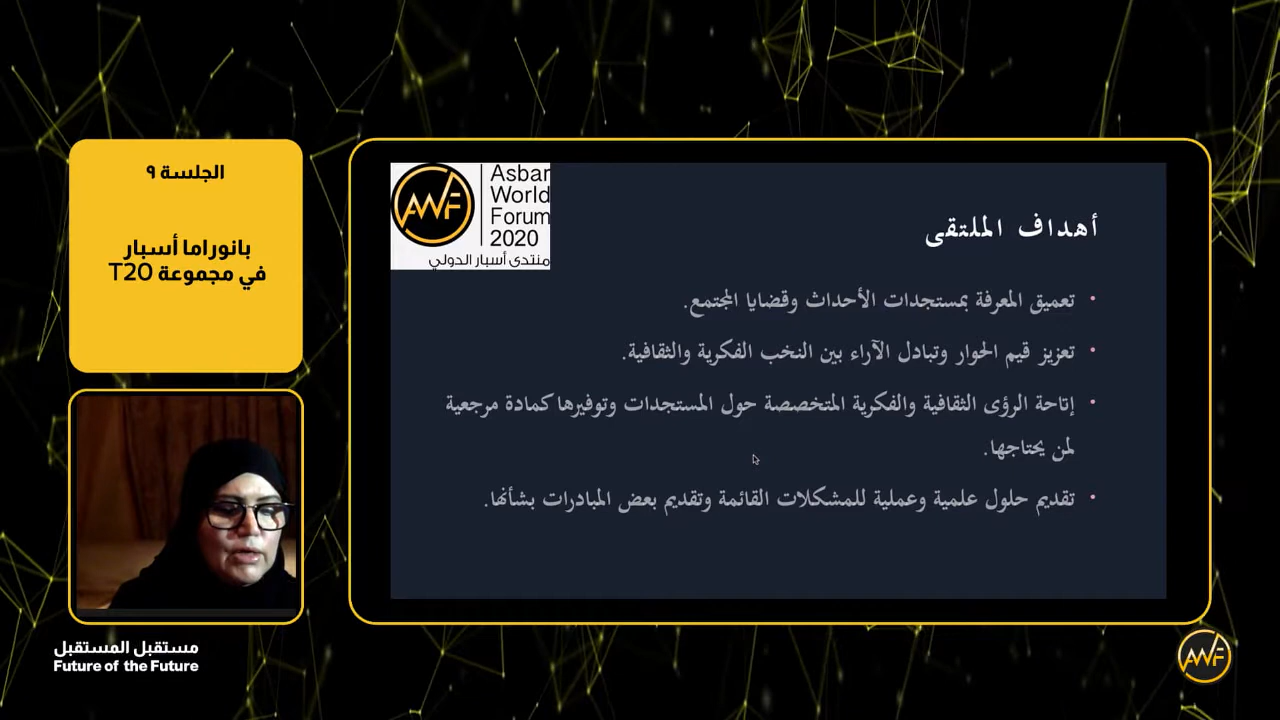 الجلسة ٩
بانوراما أسبار
في مجموعة T20
AWF
Asbar
World
Forum
2020
منتدى أسبار الدولي
أهداف الملتقى
• تعميق المعرفة بمستجدات الأحداث وقضايا المجتمع.
• تعزيز قيم الحوار وتبادل الآراء بين النخب الفكرية والثقافية.
• إتاحة الرؤى الثقافية والفكرية المتخصصة حول المستجدات وتوفيرها كمادة مرجعية
لمن يحتاجها.
• تقديم حلول علمية وعملية للمشكلات القائمة وتقديم بعض المبادرات بشأنها.
مستقبل المستقبل
Future of the Future
AWF